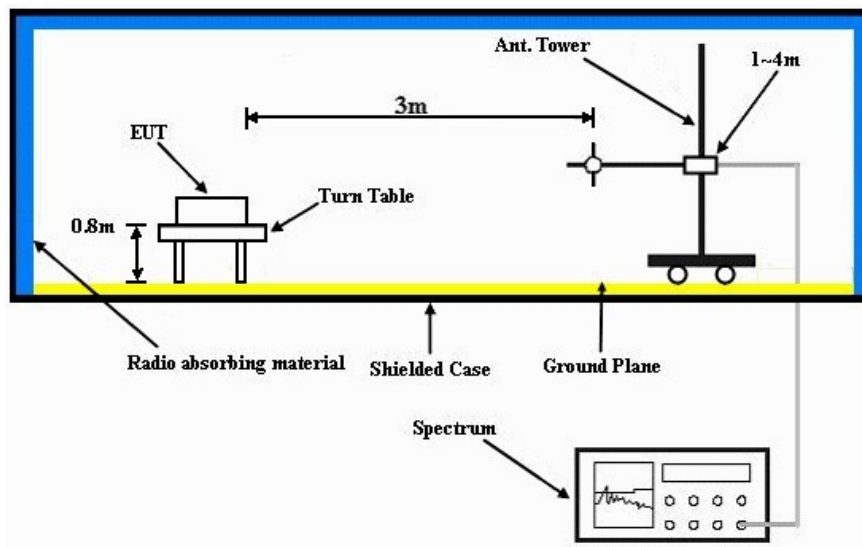 Ant. Tower
1~4m
3m
EUT
Turn Table
0.8m
Radio absorbing material
Shielded Case
Ground Plane
Spectrum